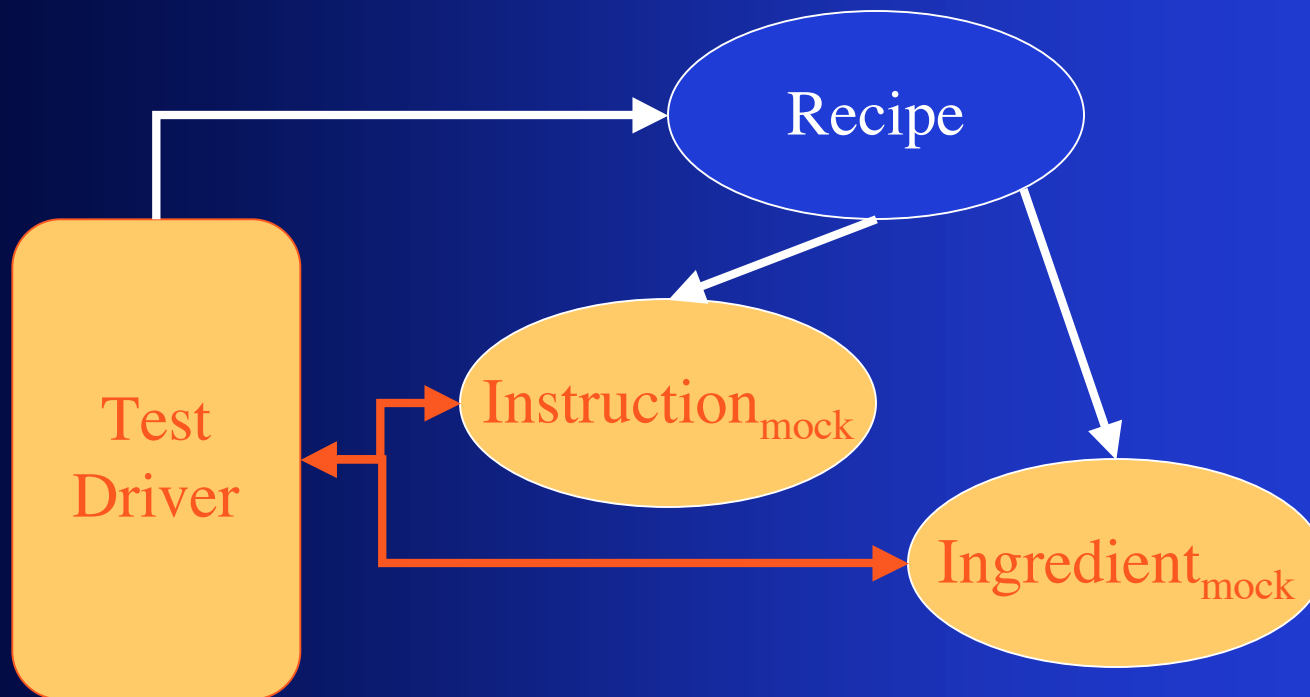 Recipe
Instructionmock
Test
Driver
Ingredientmock